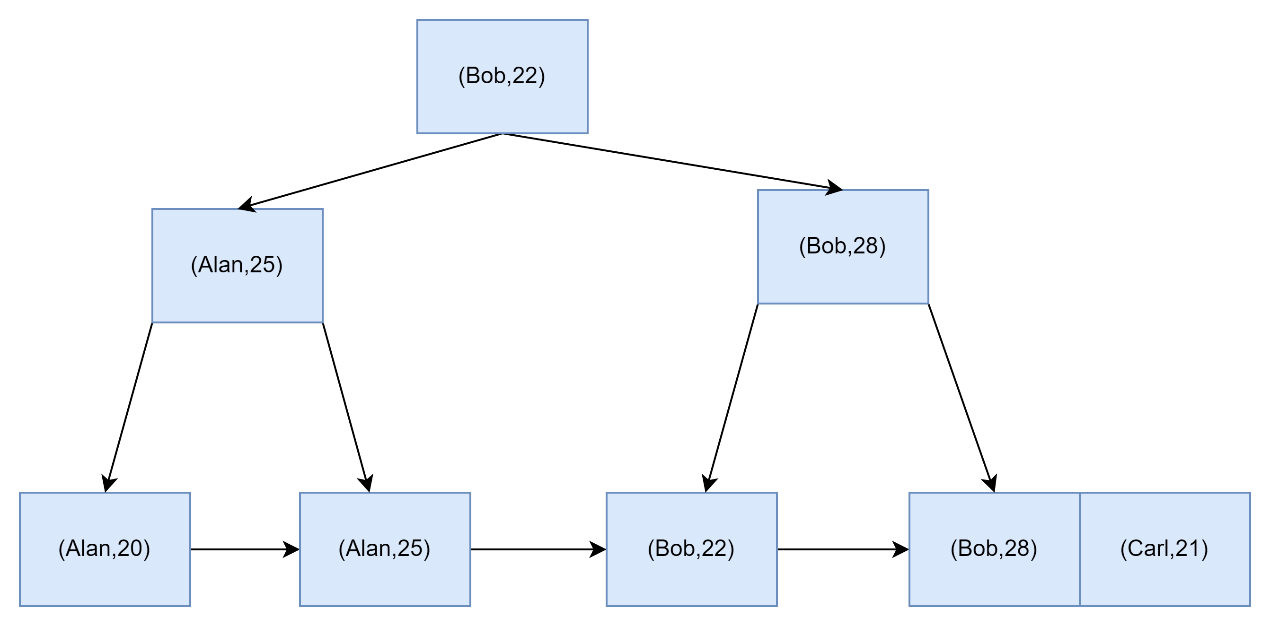 (Bob,22)
(Alan,25)
(Bob,28)
(Alan,20)
(Alan,25)
(Bob,22)
(Bob,28)
(Carl,21)